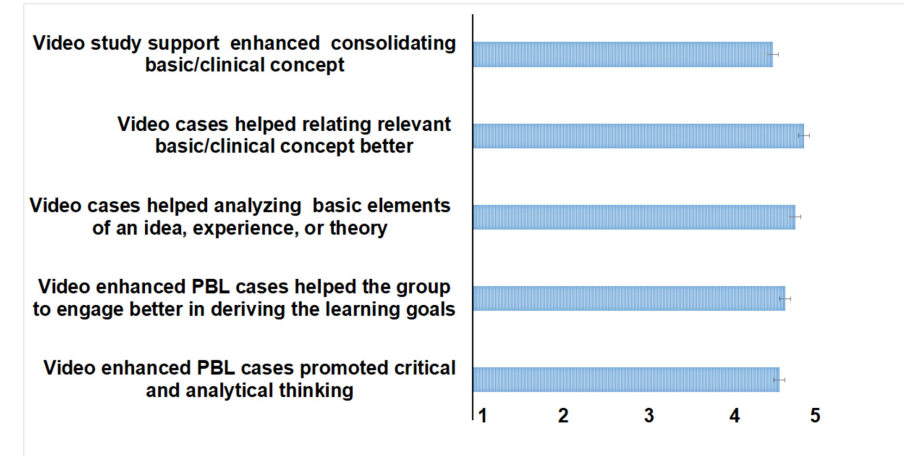 Video study support enhanced consolidating
basic/clinical concept
Video cases helped relating relevant
basic/clinical concept better
Video cases helped analyzing basic elements
of an idea, experience, or theory
Video enhanced PBL cases helped the group
to engage better in deriving the learning goals
Video enhanced PBL cases promoted critical
and analytical thinking
1 2 3 4 5